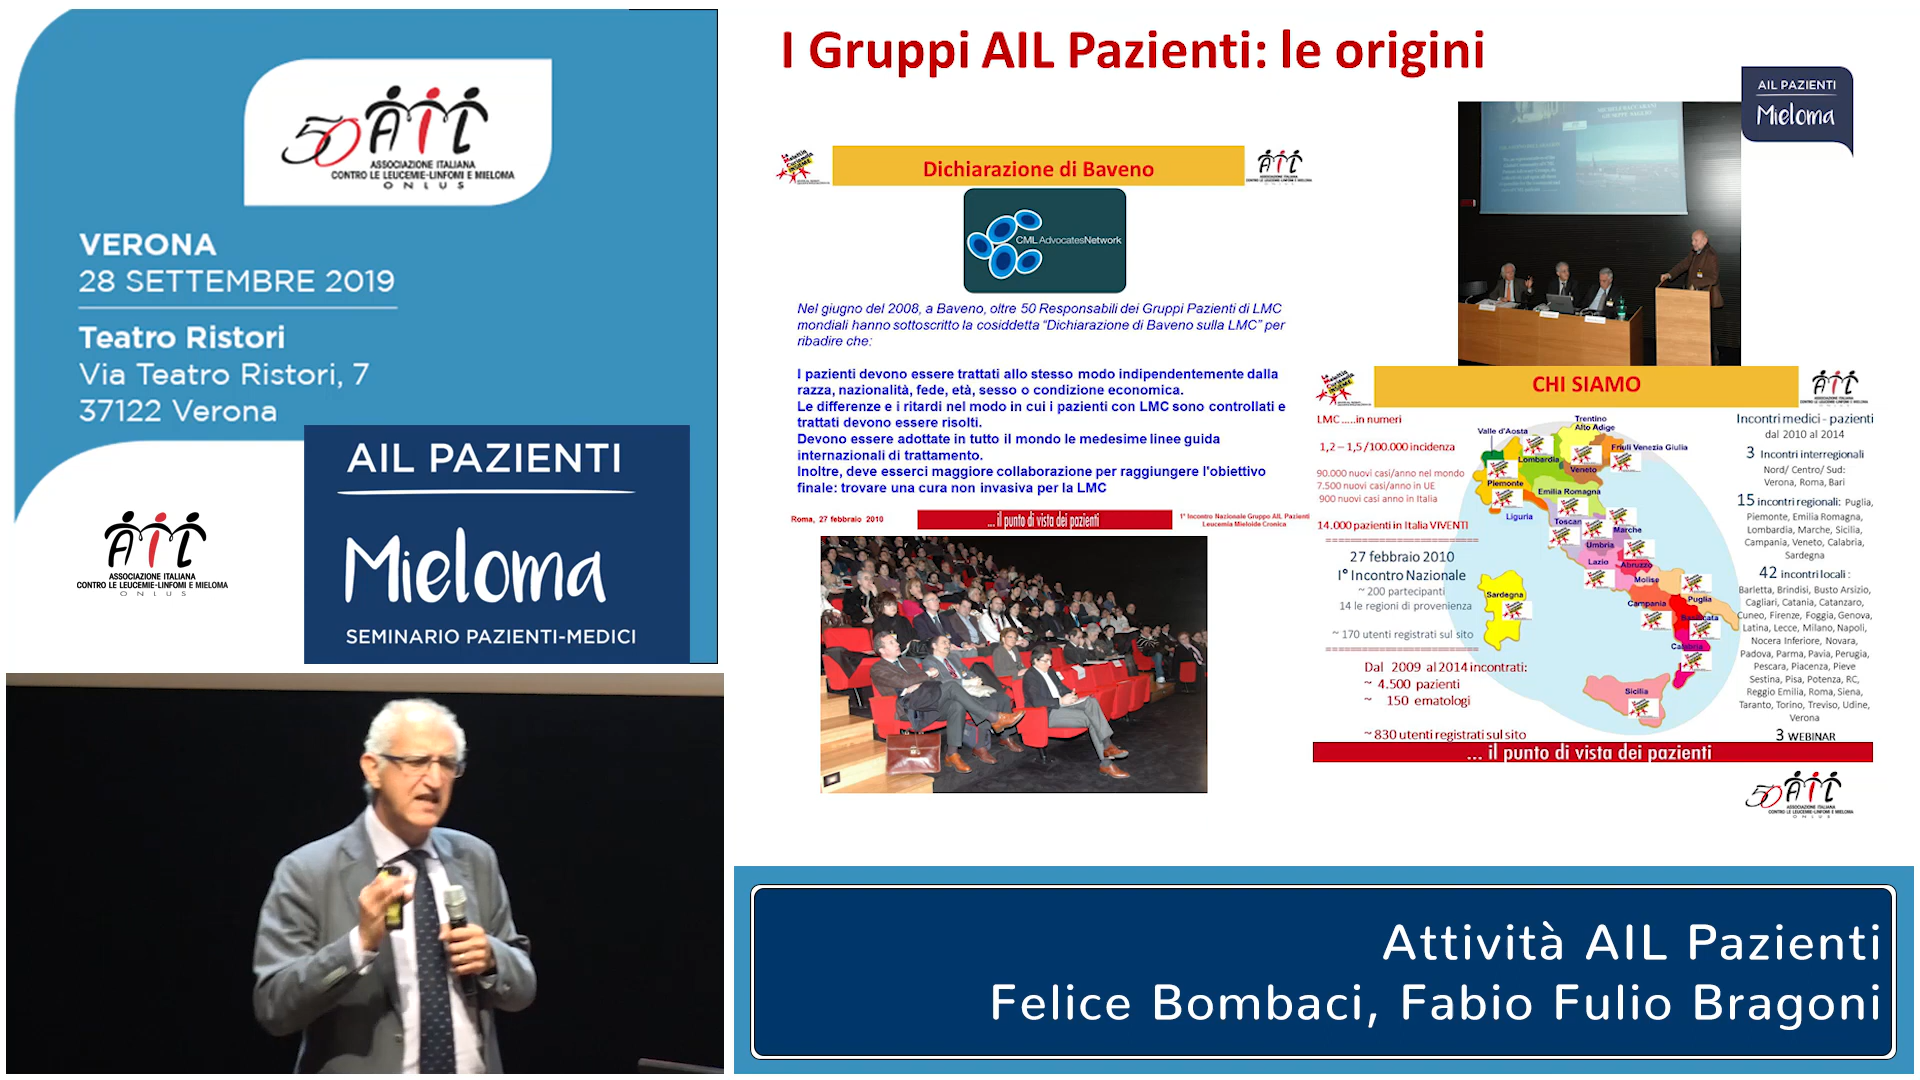 50 AIL
ASSOCIAZIONE ITALIANA
CONTRO LE LEUCEMIE-LINFOMI E MIELOMA
ONLUS
VERONA
28 SETTEMBRE 2019
Teatro Ristori
Via Teatro Ristori, 7
37122 Verona
AIL
ASSOCIAZIONE ITALIANA
CONTRO LE LEUCEMIE-LINFOMI E MIELOMA
ONLUS
AIL PAZIENTI
Mieloma
SEMINARIO PAZIENTI-MEDICI
I Gruppi AIL Pazienti: le origini
AIL PAZIENTI
Mieloma
Dichiarazione di Baveno
AIL
CML AdvocatesNetwork
Nel giugno del 2008, a Baveno, oltre 50 Responsabili dei Gruppi Pazienti di LMC
mondiali hanno sottoscritto la cosiddetta “Dichiarazione di Baveno sulla LMC” per
ribadire che:
I pazienti devono essere trattati allo stesso modo indipendentemente dalla
razza, nazionalità, fede, età, sesso o condizione economica.
Le differenze e i ritardi nel modo in cui i pazienti con LMC sono controllati e
trattati devono essere risolti.
Devono essere adottate in tutto il mondo le medesime linee guida
internazionali di trattamento.
Inoltre, deve esserci maggiore collaborazione per raggiungere l'obiettivo
finale: trovare una cura non invasiva per la LMC
Roma, 27 febbraio 2010
... il punto di vista dei pazienti
1° Incontro Nazionale Gruppo AIL Pazienti
Leucemia Mieloide Cronica
CHI SIAMO
AIL
LMC .....in numeri
1,2 – 1,5 /100.000 incidenza
90.000 nuovi casi/anno nel mondo
7.500 nuovi casi/anno in UE
900 nuovi casi anno in Italia
14.000 pazienti in Italia VIVENTI
27 febbraio 2010
I° Incontro Nazionale
~ 200 partecipanti
14 le regioni di provenienza
~ 170 utenti registrati sul sito
Dal 2009 al 2014 incontrati:
~ 4.500 pazienti
~ 150 ematologi
~ 830 utenti registrati sul sito
Valle d'Aosta
Trentino
Alto Adige
Friuli Venezia Giulia
Lombardia
Veneto
Piemonte
Emilia Romagna
Liguria
Toscana
Marche
Umbria
Lazio
Abruzzo
Molise
Campania
Puglia
Basilicata
Calabria
Sardegna
Sicilia
Incontri medici - pazienti
dal 2010 al 2014
3 Incontri interregionali
Nord/ Centro/ Sud:
Verona, Roma, Bari
15 incontri regionali: Puglia,
Piemonte, Emilia Romagna,
Lombardia, Marche, Sicilia,
Campania, Veneto, Calabria,
Sardegna
42 incontri locali :
Barletta, Brindisi, Busto Arsizio,
Cagliari, Catania, Catanzaro,
Cuneo, Firenze, Foggia, Genova,
Latina, Lecce, Milano, Napoli,
Nocera Inferiore, Novara,
Padova, Parma, Pavia, Perugia,
Pescara, Piacenza, Pieve
Sestina, Pisa, Potenza, RC,
Reggio Emilia, Roma, Siena,
Taranto, Torino, Treviso, Udine,
Verona
3 WEBINAR
... il punto di vista dei pazienti
50 AIL
ASSOCIAZIONE ITALIANA
CONTRO LE LEUCEMIE-LINFOMI E MIELOMA
ONLUS
Attività AIL Pazienti
Felice Bombaci, Fabio Fulio Bragoni